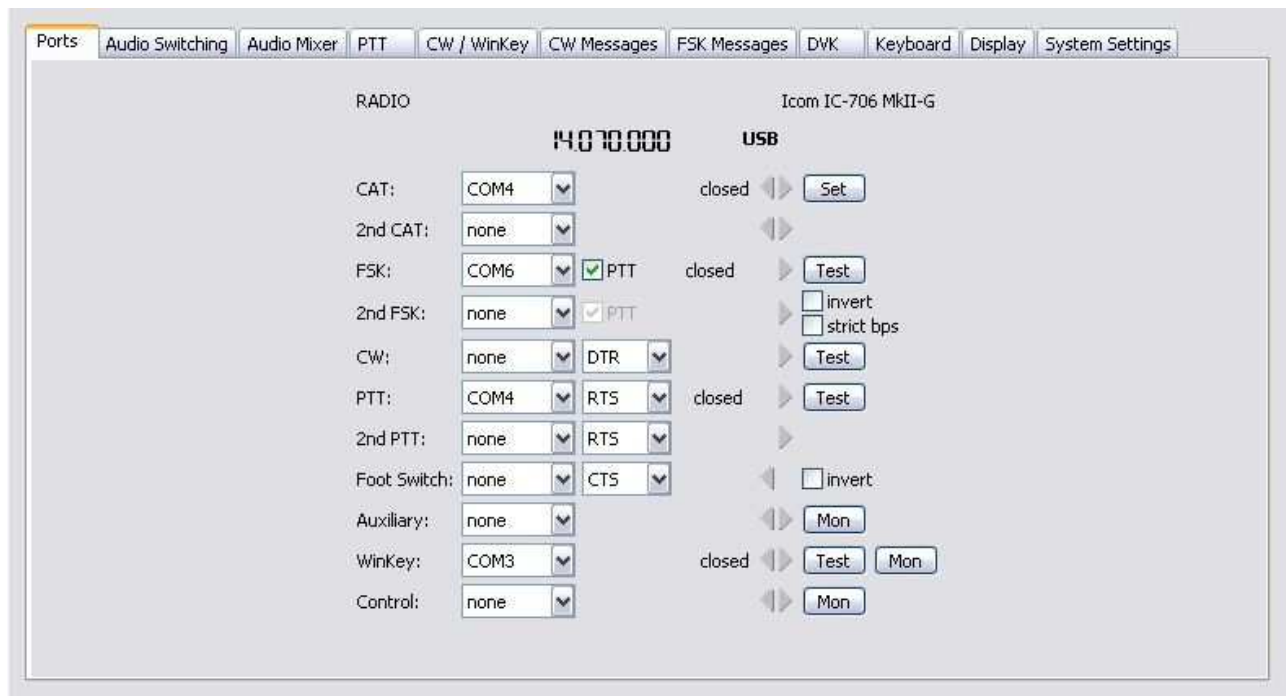 Ports Audio Switching Audio Mixer PTT CW / WinKey CW Messages FSK Messages DVK Keyboard Display System Settings
RADIO Icom IC-706 MkII-G
14.070.000 USB
CAT: COM4 closed Set
2nd CAT: none
FSK: COM6 PTT closed Test
2nd FSK: none PTT invert
strict bps
CW: none DTR Test
PTT: COM4 RTS closed Test
2nd PTT: none RTS
Foot Switch: none CTS invert
Auxiliary: none Mon
WinKey: COM3 closed Test Mon
Control: none Mon